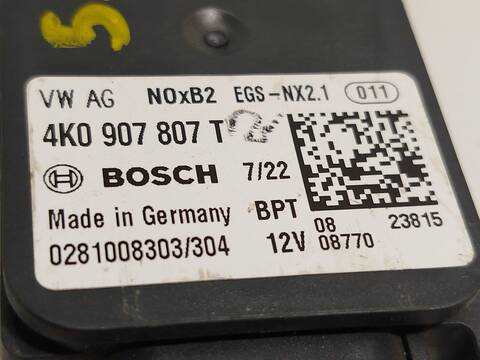 5
VW AG NOxB2 EGS-NX2.1 011
4K0 907 807 T
BOSCH 7/22
Made in Germany BPT 08 23815
0281008303/304 12V 08770